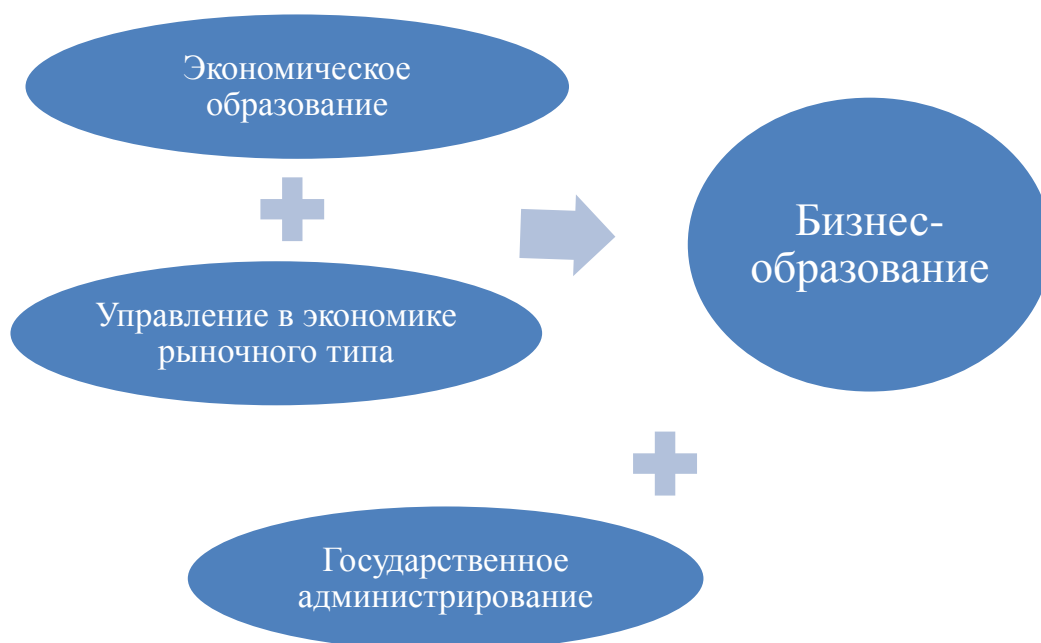 Экономическое
образование
Управление в экономике
рыночного типа
Бизнес-
образование
Государственное
администрирование